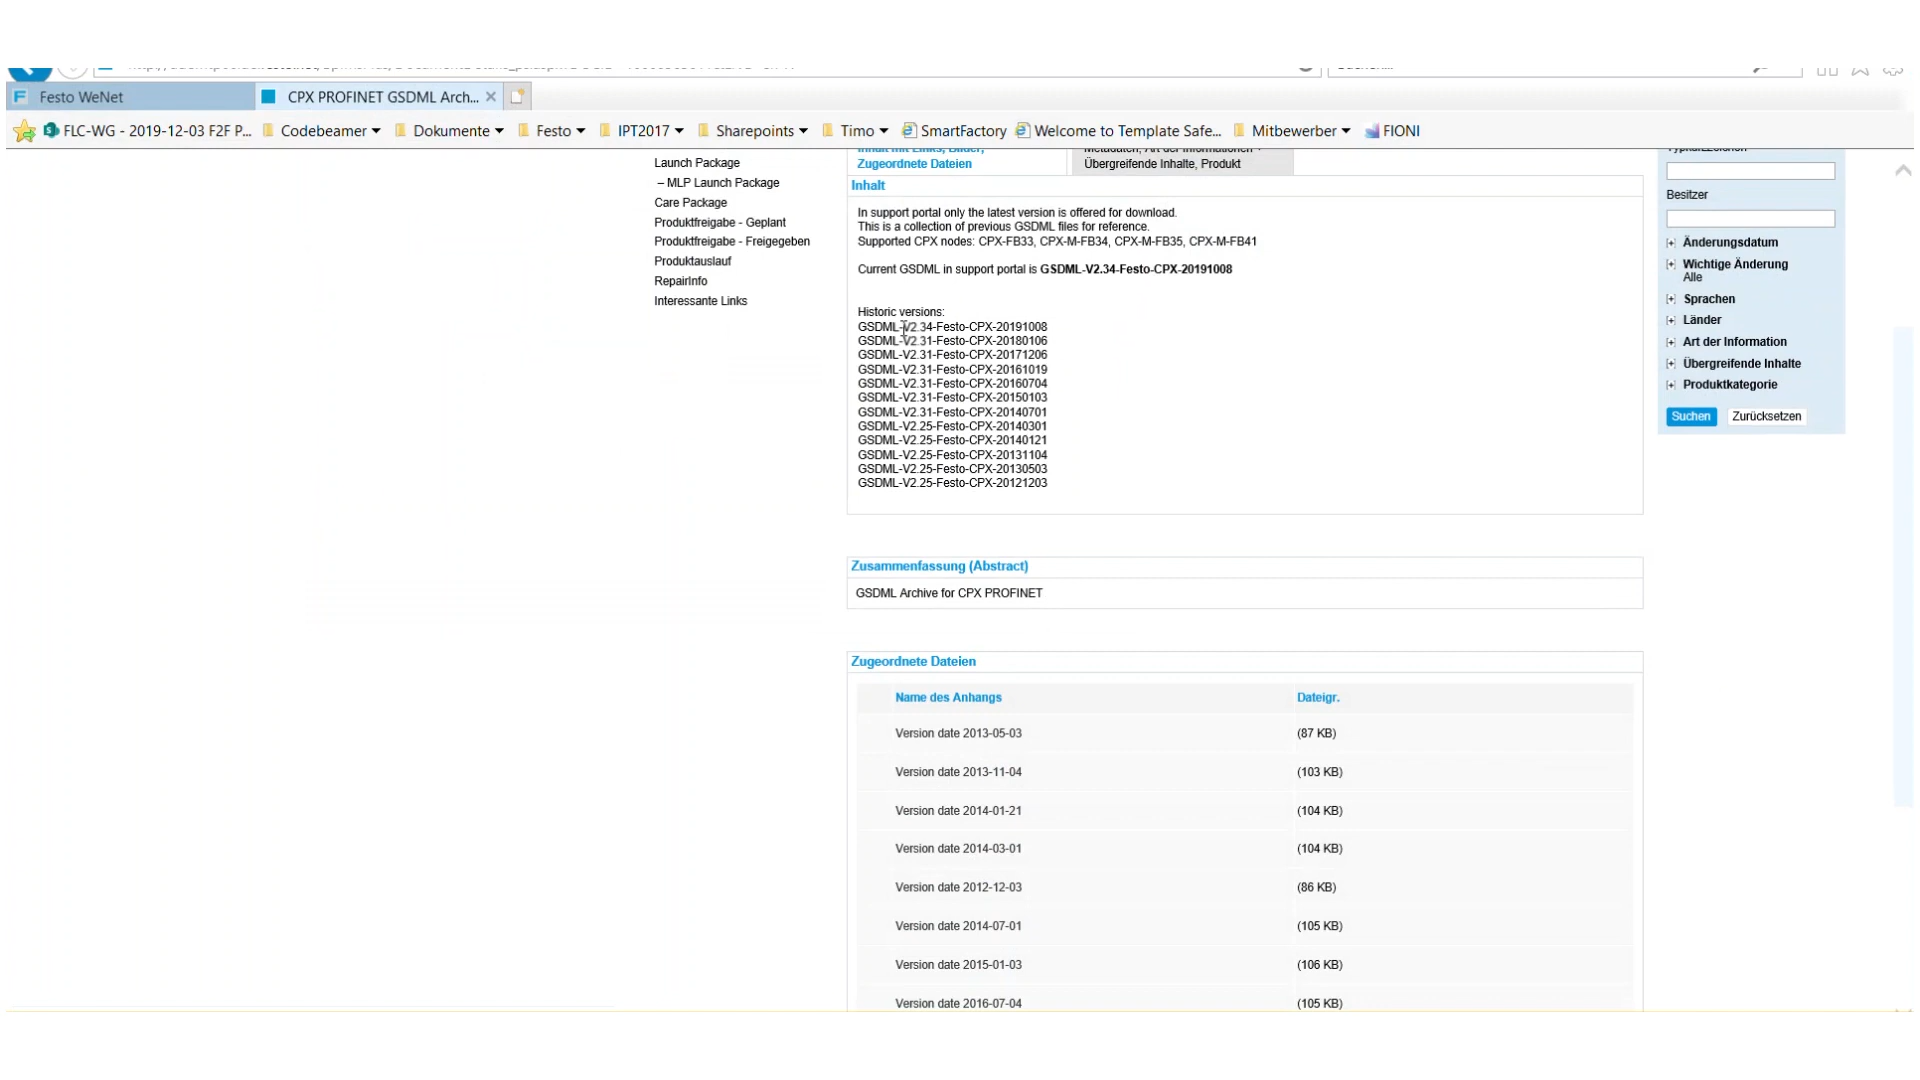 Festo WeNet
CPX PROFINET GSDML Arch...
FLC-WG - 2019-12-03 F2F P...
Codebeamer
Dokumente
Festo
IPT2017
Sharepoints
Timo
SmartFactory
Welcome to Template Safe...
Mitbewerber
FIONI
Launch Package
– MLP Launch Package
Care Package
Produktfreigabe - Geplant
Produktfreigabe - Freigegeben
Produktauslauf
RepairInfo
Interessante Links
Inhalt mit Links, Bilder,
Zugeordnete Dateien
Metadaten, Art der Informationen
Übergreifende Inhalte, Produkt
Inhalt
In support portal only the latest version is offered for download.
This is a collection of previous GSDML files for reference.
Supported CPX nodes: CPX-FB33, CPX-M-FB34, CPX-M-FB35, CPX-M-FB41
Current GSDML in support portal is GSDML-V2.34-Festo-CPX-20191008
Historic versions:
GSDML-V2.34-Festo-CPX-20191008
GSDML-V2.31-Festo-CPX-20180106
GSDML-V2.31-Festo-CPX-20171206
GSDML-V2.31-Festo-CPX-20161019
GSDML-V2.31-Festo-CPX-20160704
GSDML-V2.31-Festo-CPX-20150103
GSDML-V2.31-Festo-CPX-20140701
GSDML-V2.25-Festo-CPX-20140301
GSDML-V2.25-Festo-CPX-20140121
GSDML-V2.25-Festo-CPX-20131104
GSDML-V2.25-Festo-CPX-20130503
GSDML-V2.25-Festo-CPX-20121203
Zusammenfassung (Abstract)
GSDML Archive for CPX PROFINET
Zugeordnete Dateien
Name des Anhangs Dateigr.
Version date 2013-05-03 (87 KB)
Version date 2013-11-04 (103 KB)
Version date 2014-01-21 (104 KB)
Version date 2014-03-01 (104 KB)
Version date 2012-12-03 (86 KB)
Version date 2014-07-01 (105 KB)
Version date 2015-01-03 (106 KB)
Version date 2016-07-04 (105 KB)
Besitzer
Änderungsdatum
Wichtige Änderung
Alle
Sprachen
Länder
Art der Information
Übergreifende Inhalte
Produktkategorie
Suchen Zurücksetzen